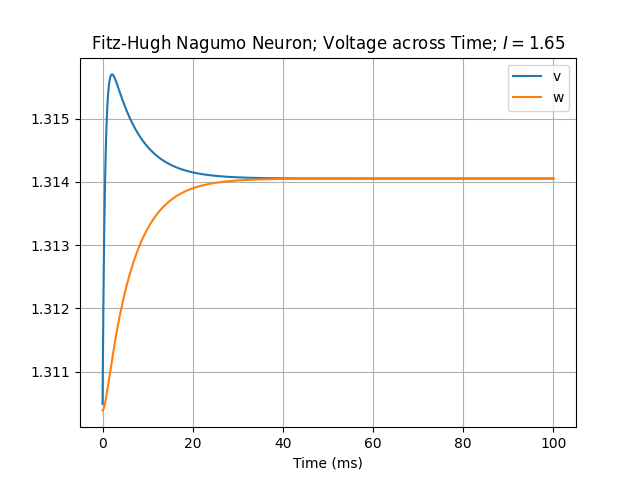 Fitz-Hugh Nagumo Neuron; Voltage across Time; I = 1.65
v
w
1.315
1.314
1.313
1.312
1.311
0 20 40 60 80 100
Time (ms)